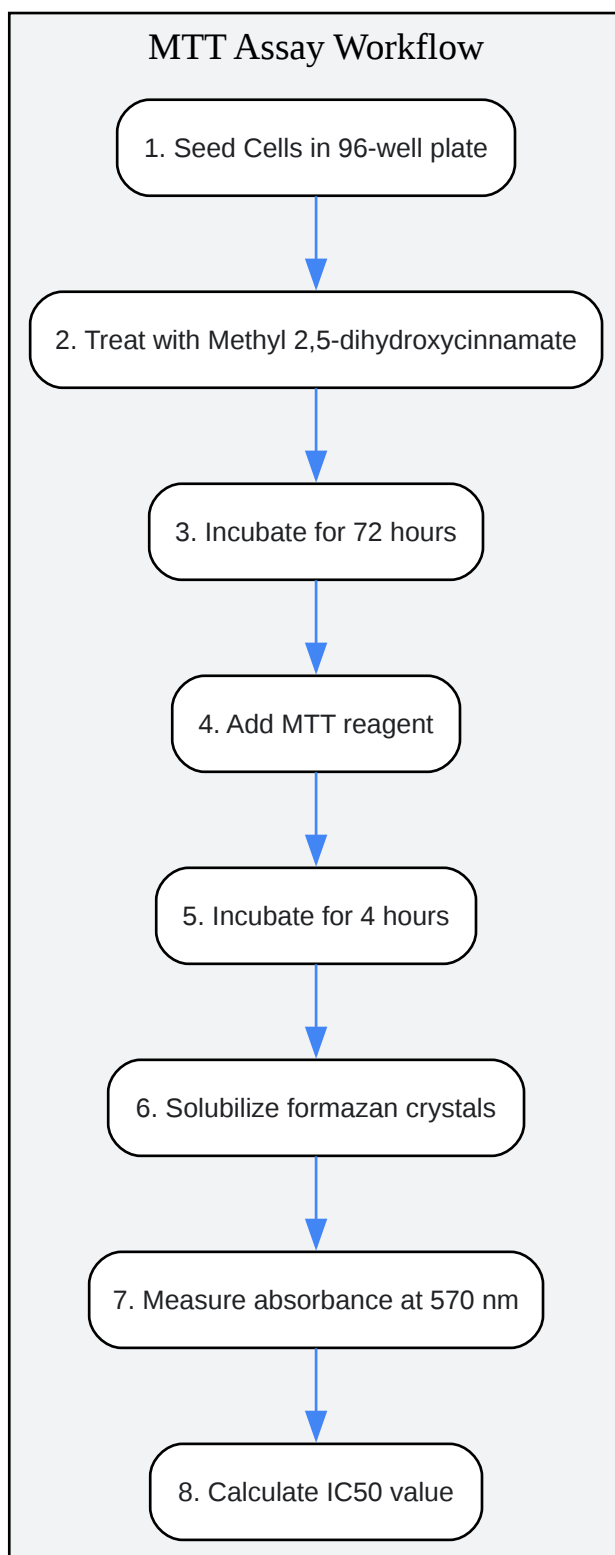 MTT Assay Workflow
1. Seed Cells in 96-well plate
2. Treat with Methyl 2,5-dihydroxycinnamate
3. Incubate for 72 hours
4. Add MTT reagent
5. Incubate for 4 hours
6. Solubilize formazan crystals
7. Measure absorbance at 570 nm
8. Calculate IC50 value